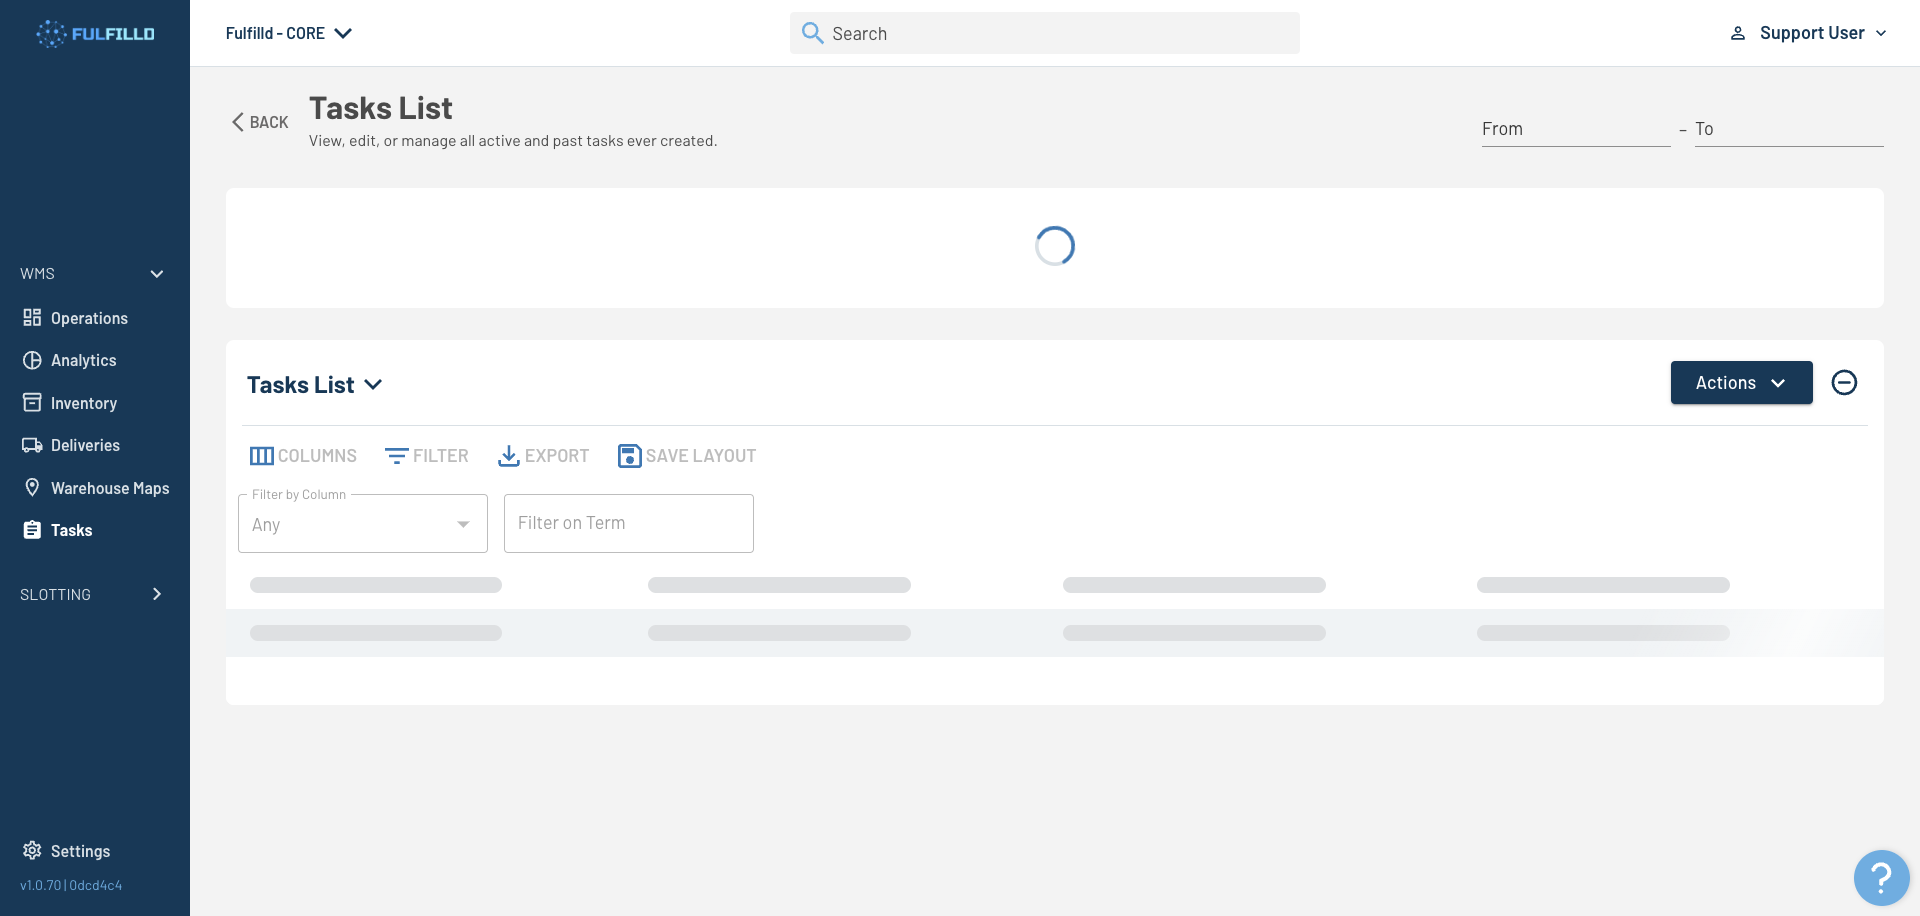 FULFILLD
Fulfilld - CORE
Search
Support User
BACK
Tasks List
View, edit, or manage all active and past tasks ever created.
From – To
WMS
Operations
Analytics
Inventory
Deliveries
Warehouse Maps
Tasks
SLOTTING
Settings
v1.0.70 | 0dcd4c4
Tasks List
Actions
COLUMNS FILTER EXPORT SAVE LAYOUT
Filter by Column
Any
Filter on Term
?